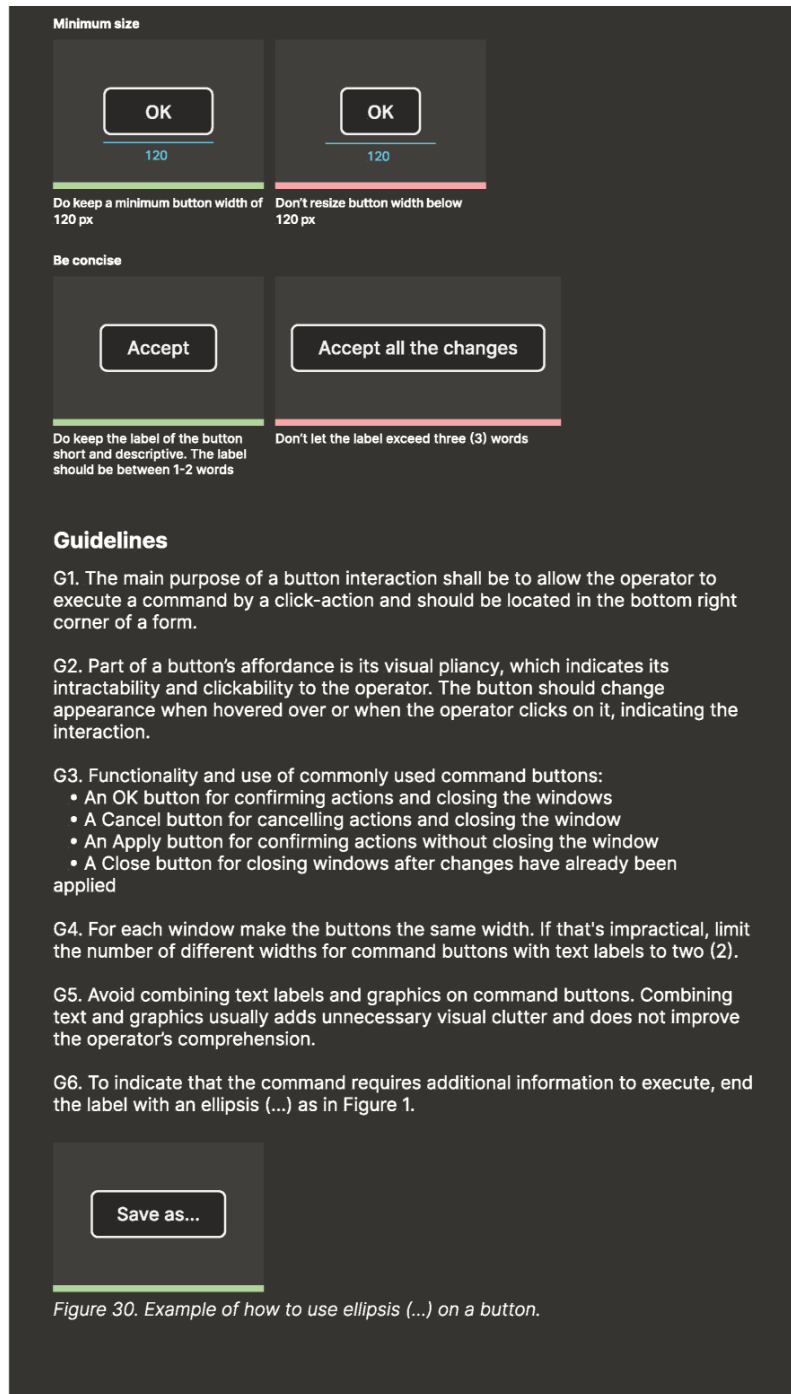 Minimum size
OK
OK
120
120
Do keep a minimum button width of
120 px
Don't resize button width below
120 px
Be concise
Accept
Accept all the changes
Do keep the label of the button
short and descriptive. The label
should be between 1-2 words
Don't let the label exceed three (3) words
Guidelines
G1. The main purpose of a button interaction shall be to allow the operator to
execute a command by a click-action and should be located in the bottom right
corner of a form.
G2. Part of a button's affordance is its visual pliancy, which indicates its
intractability and clickability to the operator. The button should change
appearance when hovered over or when the operator clicks on it, indicating the
interaction.
G3. Functionality and use of commonly used command buttons:
• An OK button for confirming actions and closing the windows
• A Cancel button for cancelling actions and closing the window
• An Apply button for confirming actions without closing the window
• A Close button for closing windows after changes have already been
applied
G4. For each window make the buttons the same width. If that's impractical, limit
the number of different widths for command buttons with text labels to two (2).
G5. Avoid combining text labels and graphics on command buttons. Combining
text and graphics usually adds unnecessary visual clutter and does not improve
the operator's comprehension.
G6. To indicate that the command requires additional information to execute, end
the label with an ellipsis (...) as in Figure 1.
Save as...
Figure 30. Example of how to use ellipsis (...) on a button.